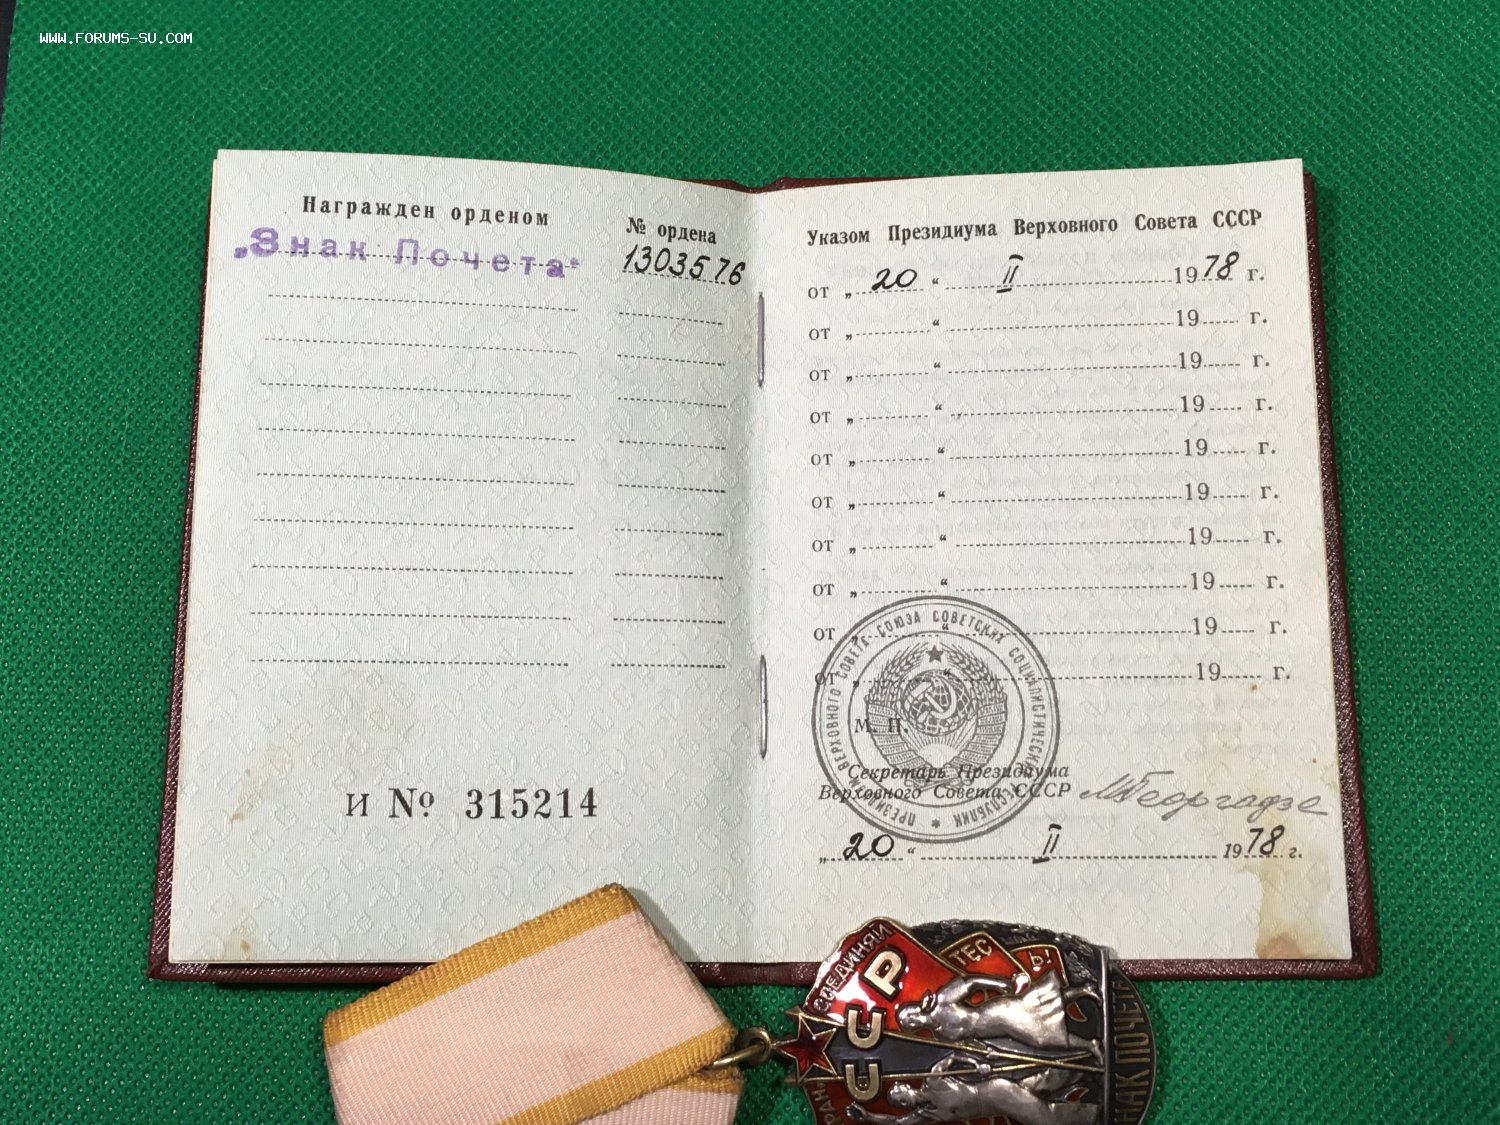 WWW.FORUMS-SU.COM
Награжден орденом
№ ордена
„Знак Почета“
1303576
Указом Президиума Верховного Совета СССР
от „ 20 “ II 1978 г.
от „ “ 19 г.
от „ “ 19 г.
от „ “ 19 г.
от „ “ 19 г.
от „ “ 19 г.
от „ “ 19 г.
от „ “ 19 г.
от „ “ 19 г.
от „ “ 19 г.
ПРЕЗИДИУМ ВЕРХОВНОГО СОВЕТА СОЮЗА СОВЕТСКИХ СОЦИАЛИСТИЧЕСКИХ РЕСПУБЛИК
М. П.
Секретарь Президиума
Верховного Совета СССР
МГеоргадзе
„ 20 “ II 1978 г.
И № 315214
СОЕДИНЯЙ
ТЕС
Ь!
СССР
ЗНАК ПОЧЕТ